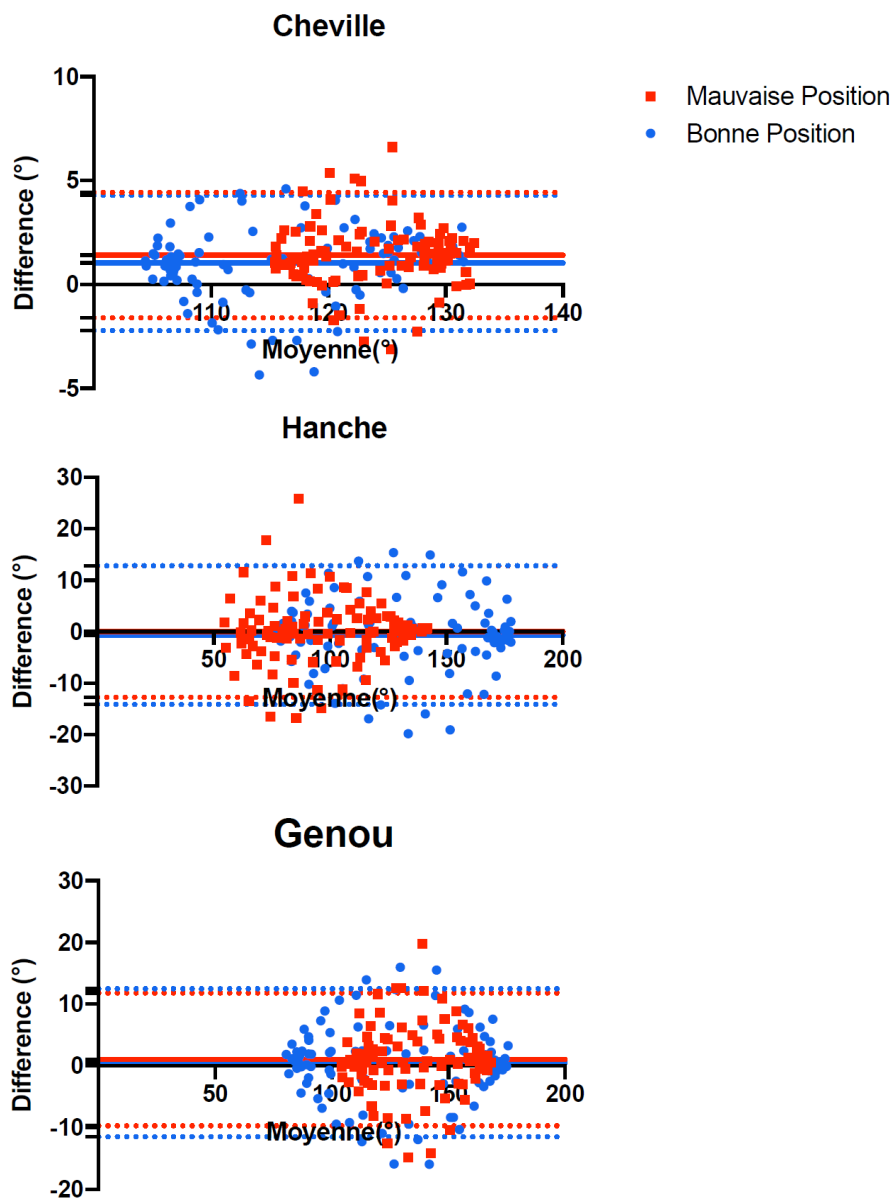 Cheville
Mauvaise Position
Bonne Position
Difference (°)
10
5
0
-5
110
120
130
140
Moyenne(°)
Hanche
Difference (°)
30
20
10
0
-10
-20
-30
50
100
150
200
Moyenne(°)
Genou
Difference (°)
30
20
10
0
-10
-20
50
100
150
200
Moyenne(°)